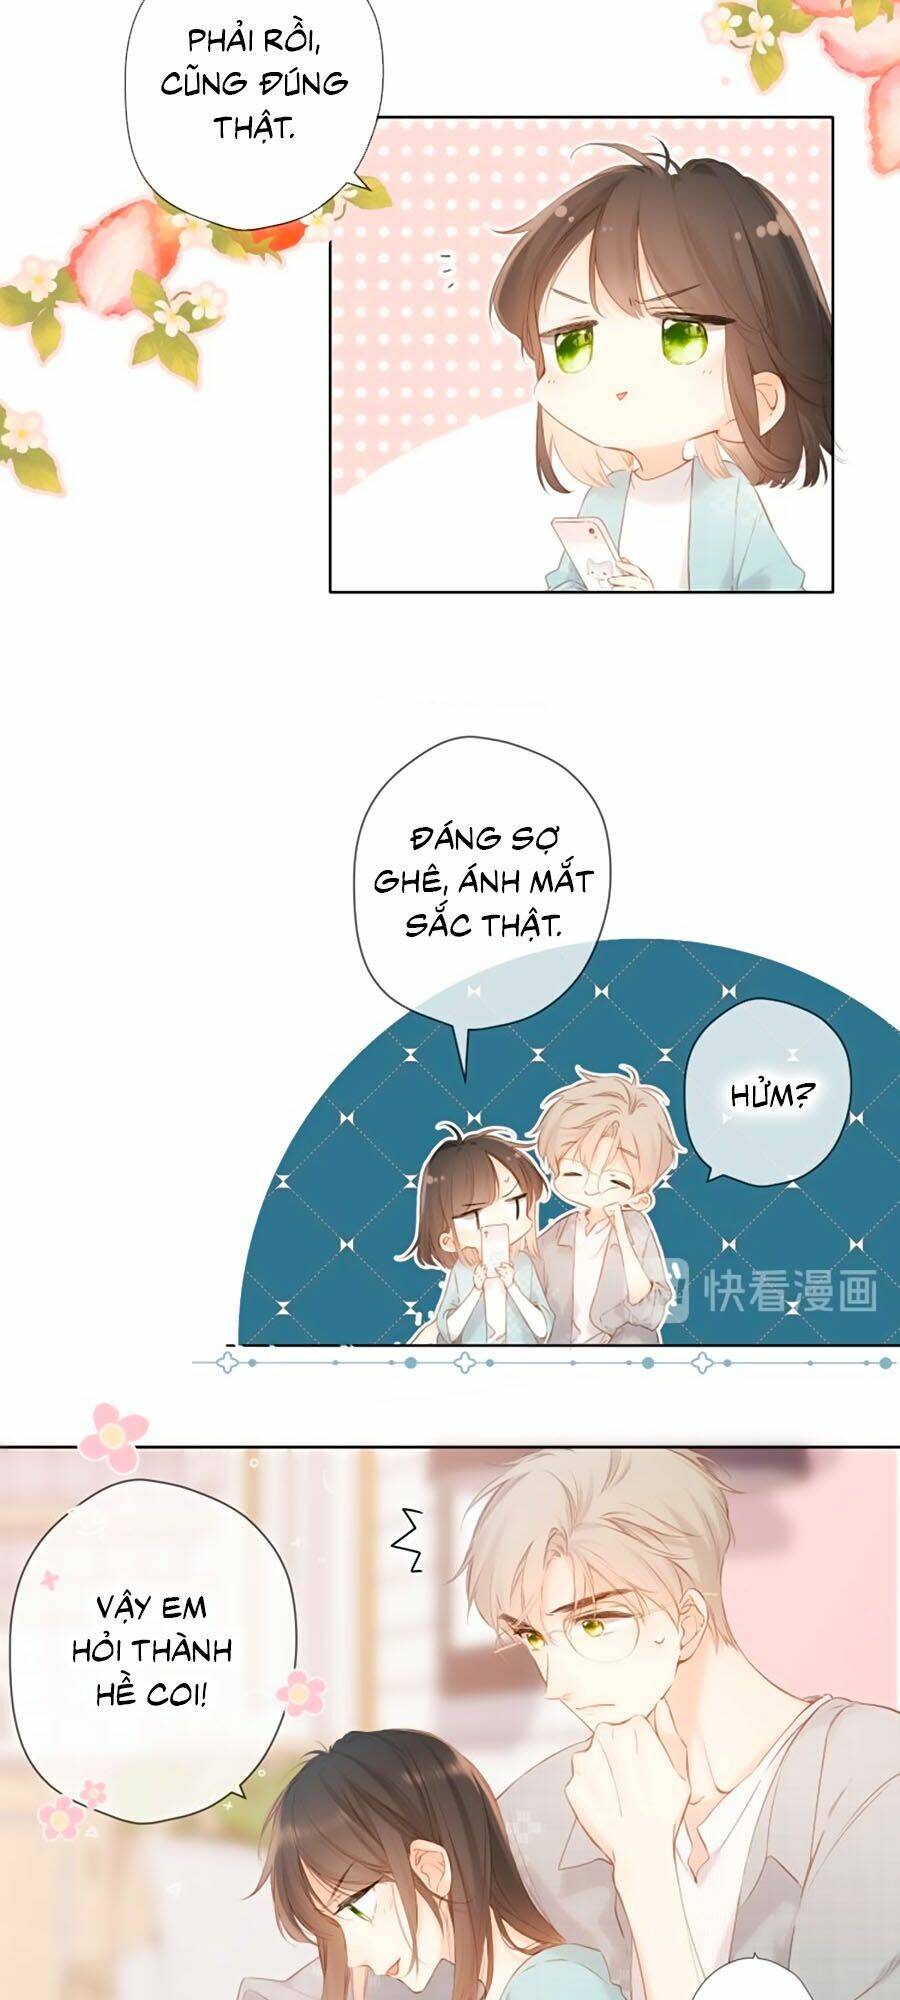 PHẢI RỒI,
CŨNG ĐÚNG
THẬT.
ĐÁNG SỢ
GHÊ, ÁNH MẮT
SẮC THẬT.
HỬM?
快看漫画
VẬY EM
HỎI THÀNH
HỀ COI!